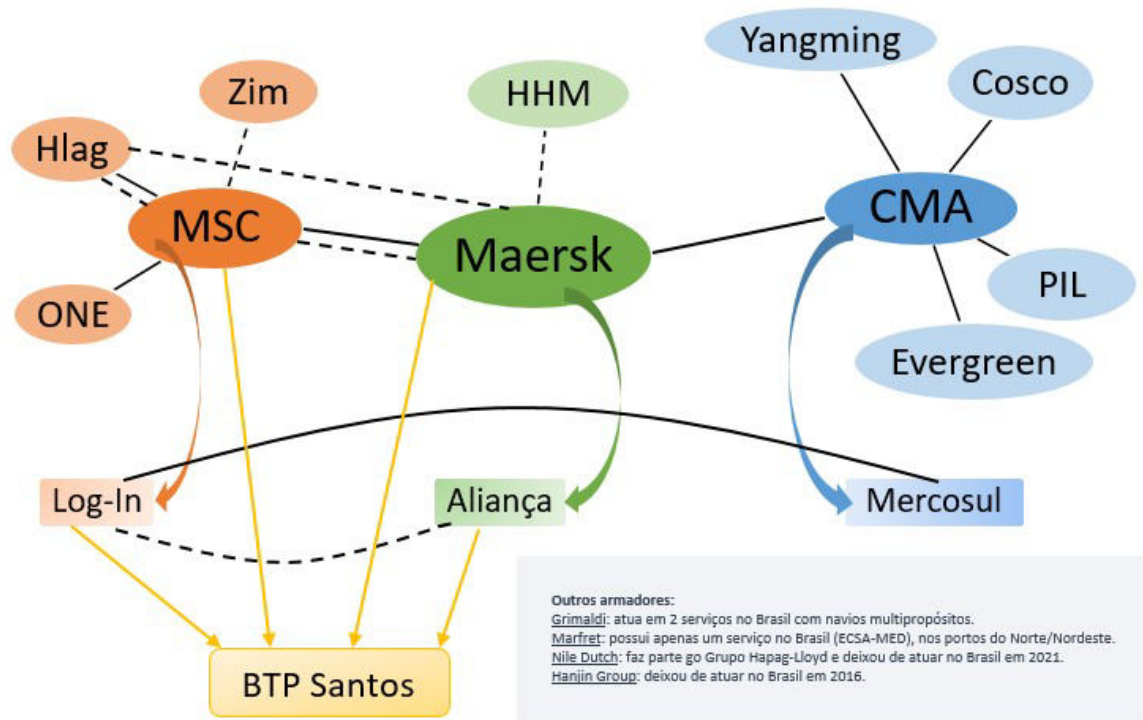 Yangming
Zim
HHM
Cosco
Hlag
MSC
CMA
Maersk
ONE
PIL
Evergreen
Log-In
Aliança
Mercosul
BTP Santos
Outros armadores:
Grimaldi: atua em 2 serviços no Brasil com navios multipropósitos.
Marfret: possui apenas um serviço no Brasil (ECSA-MED), nos portos do Norte/Nordeste.
Nile Dutch: faz parte go Grupo Hapag-Lloyd e deixou de atuar no Brasil em 2021.
Hanjin Group: deixou de atuar no Brasil em 2016.